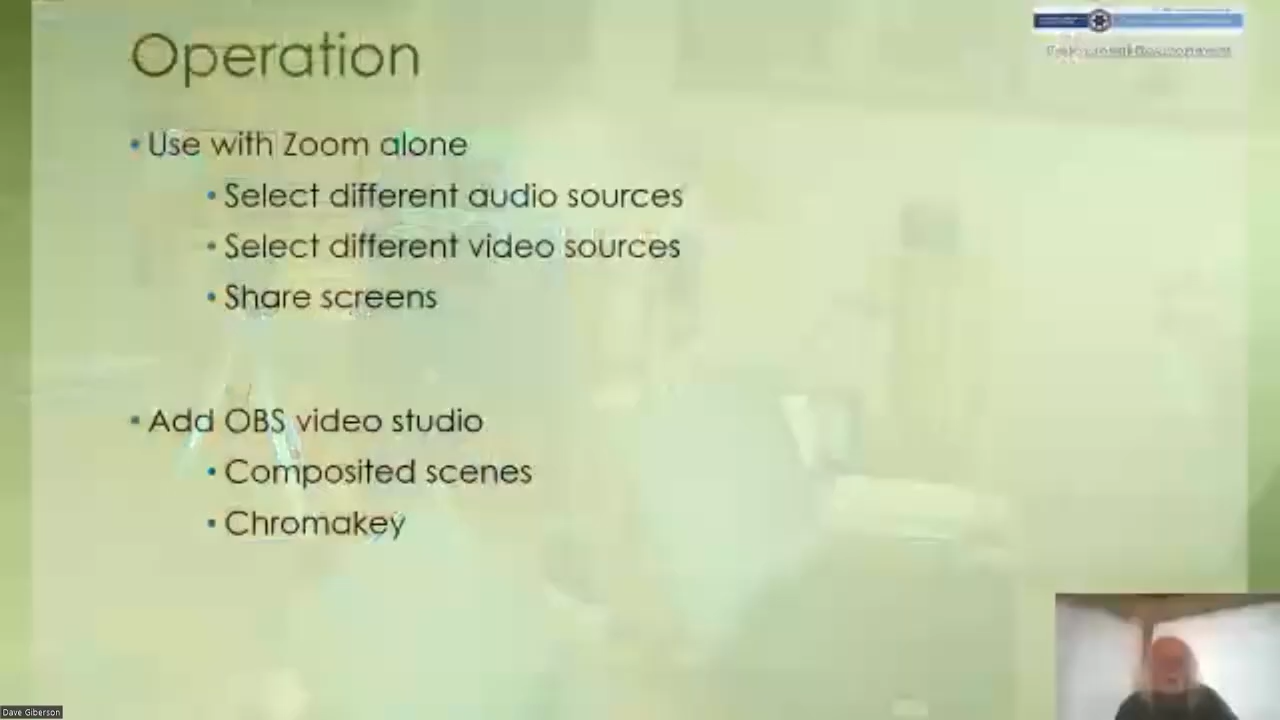 Operation
• Use with Zoom alone
• Select different audio sources
• Select different video sources
• Share screens
• Add OBS video studio
• Composited scenes
• Chromakey
Dave Giberson